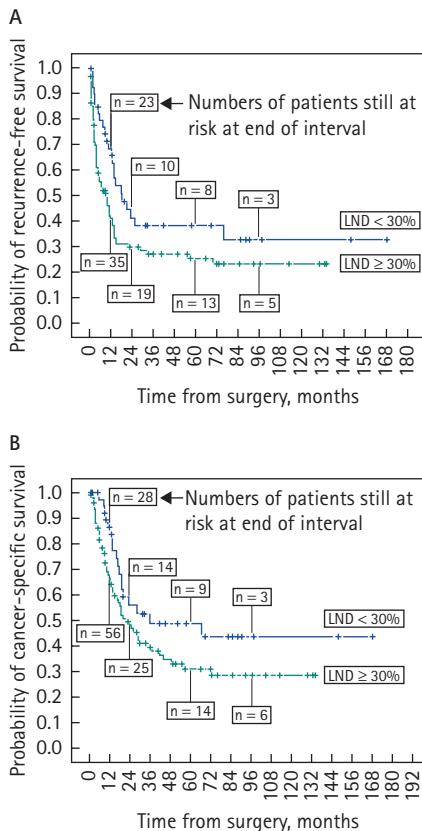 A
Probability of recurrence-free survival
1.0
0.9
0.8
0.7
0.6
0.5
0.4
0.3
0.2
0.1
0.0
n = 23
Numbers of patients still at
risk at end of interval
n = 10
n = 8
n = 3
LND < 30%
LND ≥ 30%
n = 35
n = 19
n = 13
n = 5
0 12 24 36 48 60 72 84 96 108 120 132 144 156 168 180
Time from surgery, months
B
Probability of cancer-specific survival
1.0
0.9
0.8
0.7
0.6
0.5
0.4
0.3
0.2
0.1
0.0
n = 28
Numbers of patients still at
risk at end of interval
n = 14
n = 9
n = 3
LND < 30%
LND ≥ 30%
n = 56
n = 25
n = 14
n = 6
0 12 24 36 48 60 72 84 96 108 120 132 144 156 168 180 192
Time from surgery, months